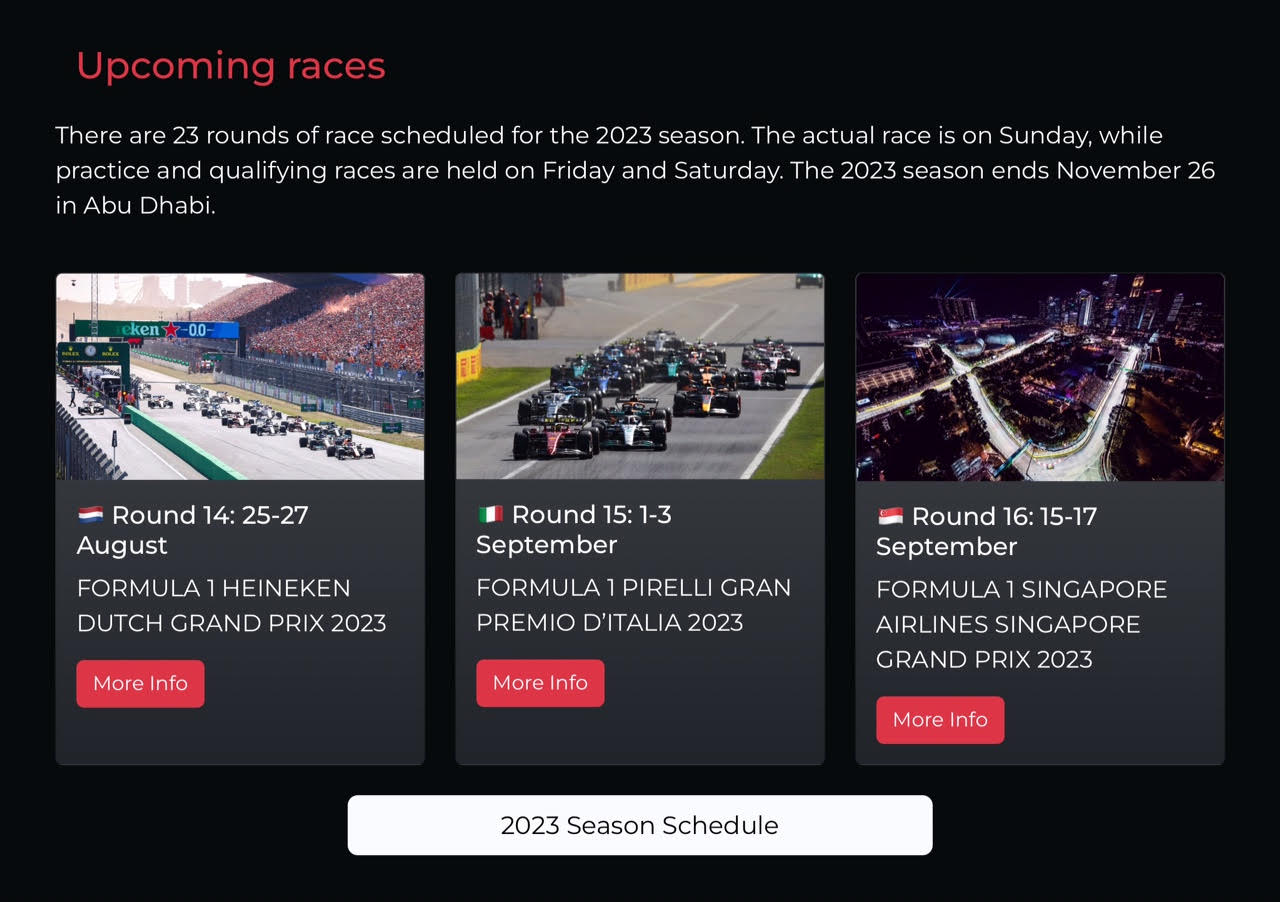 Upcoming races
There are 23 rounds of race scheduled for the 2023 season. The actual race is on Sunday, while
practice and qualifying races are held on Friday and Saturday. The 2023 season ends November 26
in Abu Dhabi.
eken 0.0
ROLEX ROLEX
🇳🇱 Round 14: 25-27
August
FORMULA 1 HEINEKEN
DUTCH GRAND PRIX 2023
More Info
🇮🇹 Round 15: 1-3
September
FORMULA 1 PIRELLI GRAN
PREMIO D’ITALIA 2023
More Info
🇸🇬 Round 16: 15-17
September
FORMULA 1 SINGAPORE
AIRLINES SINGAPORE
GRAND PRIX 2023
More Info
2023 Season Schedule